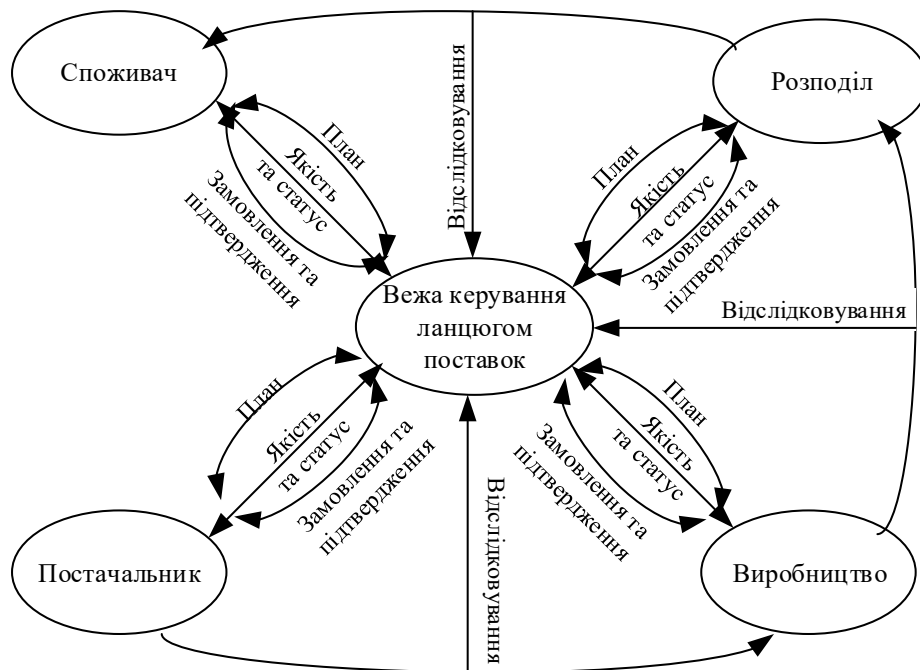 Споживач
Розподіл
Відслідковування
План
Якість
та статус
Замовлення та
підтвердження
План
Якість
та статус
Замовлення та
підтвердження
Вежа керування
ланцюгом
поставок
Відслідковування
План
Якість
та статус
Замовлення та
підтвердження
План
Якість
та статус
Замовлення та
підтвердження
Відслідковування
Постачальник
Виробництво